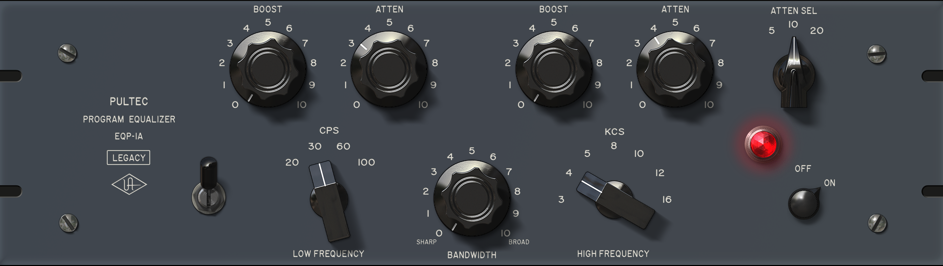 BOOST ATTEN BOOST ATTEN ATTEN SEL
0 1 2 3 4 5 6 7 8 9 10
0 1 2 3 4 5 6 7 8 9 10
0 1 2 3 4 5 6 7 8 9 10
0 1 2 3 4 5 6 7 8 9 10
5 10 20
PULTEC
PROGRAM EQUALIZER
EQP-1A
LEGACY
UA
CPS
20 30 60 100
LOW FREQUENCY
0 1 2 3 4 5 6 7 8 9 10
SHARP BROAD
BANDWIDTH
KCS
3 4 5 8 10 12 16
HIGH FREQUENCY
OFF ON